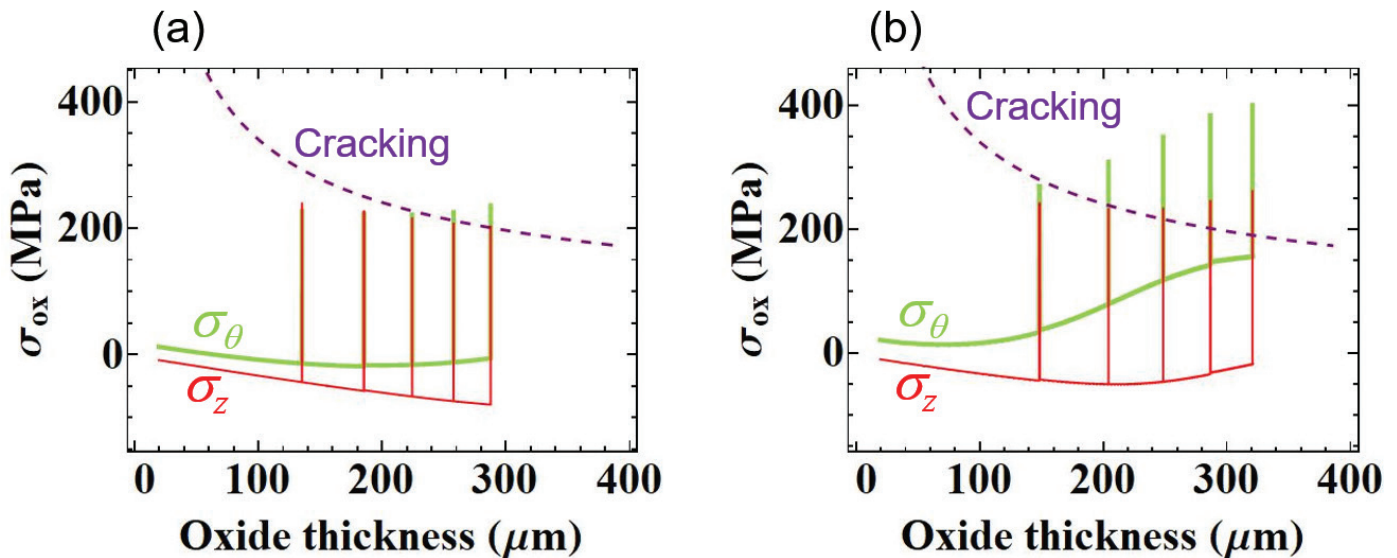 (a)
400
200
0
σox (MPa)
Cracking
σθ
σz
0 100 200 300 400
Oxide thickness (μm)
(b)
400
200
0
σox (MPa)
Cracking
σθ
σz
0 100 200 300 400
Oxide thickness (μm)